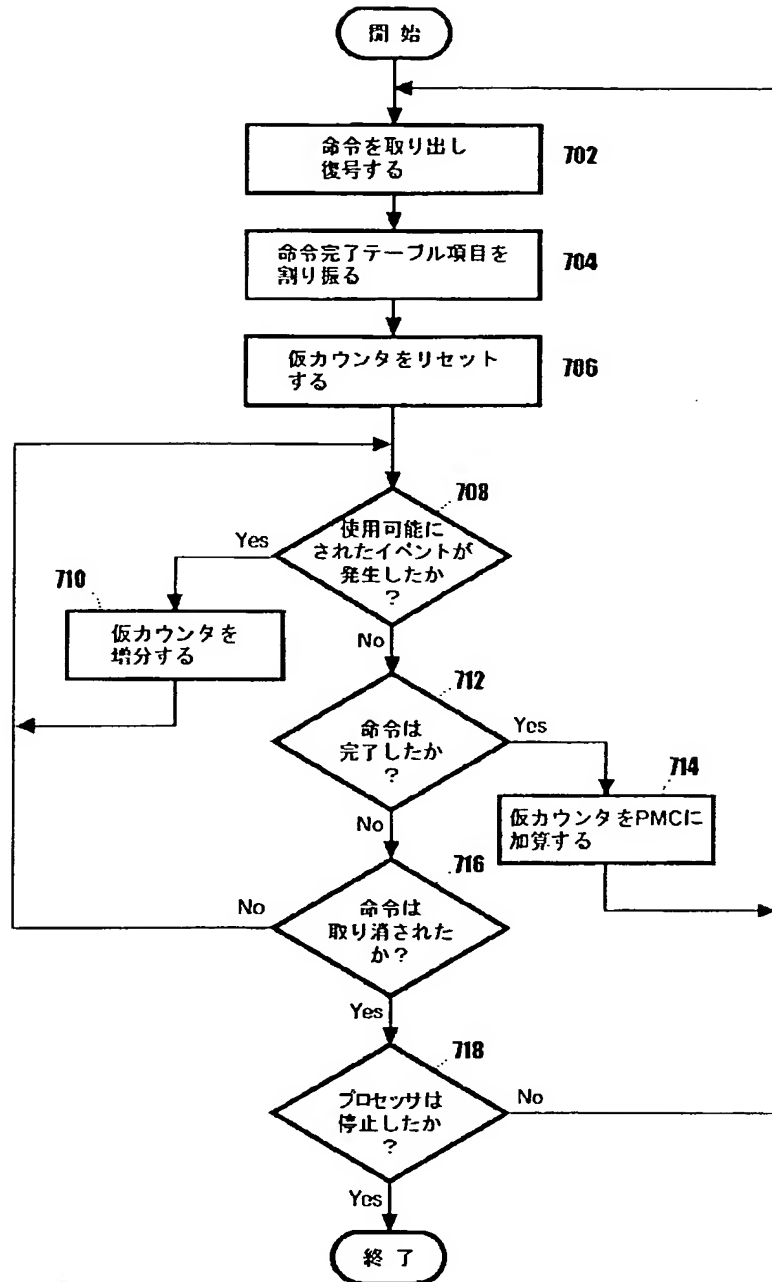 開 始
命令を取り出し
復号する
702
命令完了テーブル項目を
割り振る
704
仮カウンタをリセット
する
706
708
使用可能に
されたイベントが
発生したか
?
Yes
710
仮カウンタを
増分する
No
712
命令は
完了したか
?
Yes
714
仮カウンタをPMCに
加算する
No
716
命令は
取り消された
か?
No
Yes
718
プロセッサは
停止したか
?
No
Yes
終 了